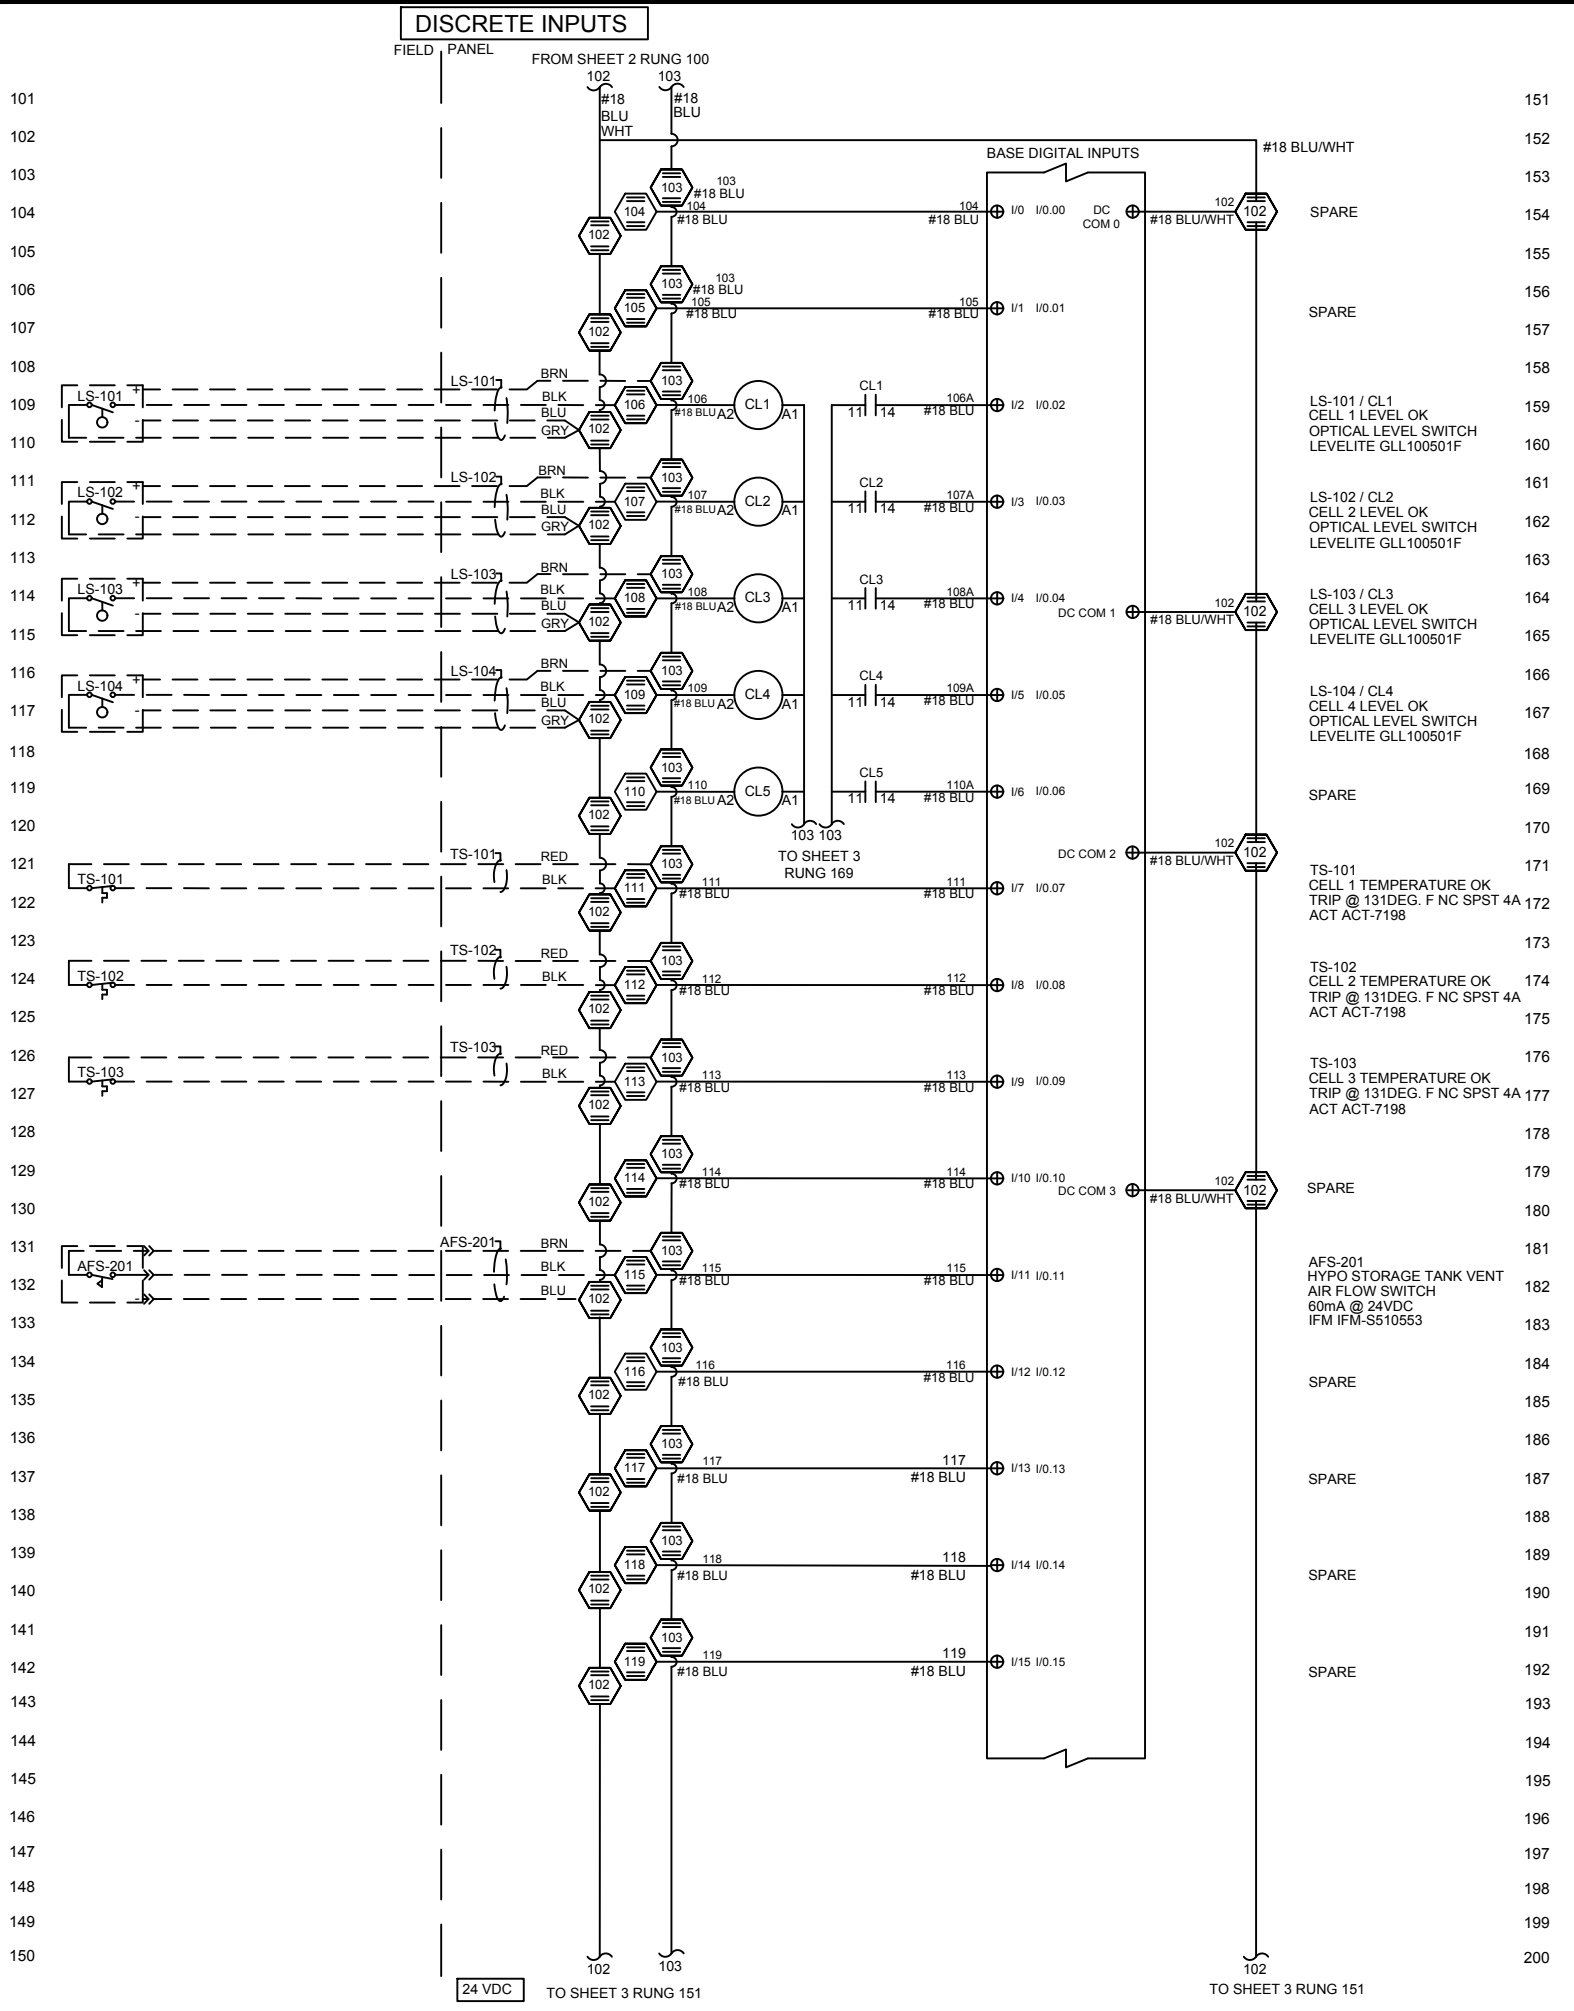 DISCRETE INPUTS
FIELD PANEL
FROM SHEET 2 RUNG 100
102 103
101 #18 #18 151
BLU BLU
WHT
102 152
#18 BLU/WHT
BASE DIGITAL INPUTS
103 153
103 103
#18 BLU
104 104 104 104 I/0 I/0.00 DC 102 102 SPARE 154
#18 BLU #18 BLU COM 0 #18 BLU/WHT
102
105 155
103 103
106 #18 BLU 156
105 105 105 I/1 I/0.01 SPARE
#18 BLU #18 BLU
107 102 157
108 158
LS-101 BRN 103
LS-101 + BLK 106 106 CL1 CL1 106A LS-101 / CL1
109 #18 BLU A2 A1 11 14 #18 BLU I/2 I/0.02 CELL 1 LEVEL OK 159
- BLU 102 OPTICAL LEVEL SWITCH
110 GRY LEVELITE GLL100501F 160
111 LS-102 BRN 103 161
LS-102 + BLK 107 107 CL2 CL2 107A LS-102 / CL2
#18 BLU A2 A1 11 14 #18 BLU I/3 I/0.03 CELL 2 LEVEL OK
112 - BLU 102 OPTICAL LEVEL SWITCH 162
GRY LEVELITE GLL100501F
113 163
LS-103 BRN 103
LS-103 + BLK 108 108 CL3 CL3 108A LS-103 / CL3
114 #18 BLU A2 A1 11 14 #18 BLU I/4 I/0.04 CELL 3 LEVEL OK 164
- BLU 102 DC COM 1 102 102 OPTICAL LEVEL SWITCH
115 GRY #18 BLU/WHT LEVELITE GLL100501F 165
116 LS-104 BRN 103 166
LS-104 + BLK 109 109 CL4 CL4 109A LS-104 / CL4
#18 BLU A2 A1 11 14 #18 BLU I/5 I/0.05 CELL 4 LEVEL OK
117 - BLU 102 OPTICAL LEVEL SWITCH 167
GRY LEVELITE GLL100501F
118 168
103
119 110 110 CL5 CL5 110A I/6 I/0.06 SPARE 169
#18 BLU A2 A1 11 14 #18 BLU
102
120 103 103 170
TO SHEET 3 DC COM 2 102 102
RUNG 169 #18 BLU/WHT
121 TS-101 RED 103 171
TS-101 BLK 111 111 111 I/7 I/0.07 TS-101
#18 BLU #18 BLU CELL 1 TEMPERATURE OK
122 102 TRIP @ 131DEG. F NC SPST 4A 172
ACT ACT-7198
123 173
TS-102 RED 103
124 TS-102 BLK 112 112 112 I/8 I/0.08 TS-102 174
#18 BLU #18 BLU CELL 2 TEMPERATURE OK
102 TRIP @ 131DEG. F NC SPST 4A
125 ACT ACT-7198 175
126 TS-103 RED 103 176
TS-103 BLK 113 113 113 I/9 I/0.09 TS-103
#18 BLU #18 BLU CELL 3 TEMPERATURE OK
127 102 TRIP @ 131DEG. F NC SPST 4A 177
ACT ACT-7198
128 178
103
129 114 114 114 I/10 I/0.10 179
#18 BLU #18 BLU DC COM 3 102 102 SPARE
102 #18 BLU/WHT
130 180
131 AFS-201 BRN 103 181
AFS-201 BLK 115 115 115 I/11 I/0.11 AFS-201
#18 BLU #18 BLU HYPO STORAGE TANK VENT
132 - BLU 102 AIR FLOW SWITCH 182
60mA @ 24VDC
133 IFM IFM-S510553 183
103
134 116 116 116 I/12 I/0.12 184
#18 BLU #18 BLU SPARE
135 102 185
136 103 186
117 117 117 I/13 I/0.13
137 #18 BLU #18 BLU SPARE 187
102
138 188
103
139 118 118 118 I/14 I/0.14 189
#18 BLU #18 BLU SPARE
140 102 190
141 103 191
119 119 119 I/15 I/0.15
142 #18 BLU #18 BLU SPARE 192
102
143 193
144 194
145 195
146 196
147 197
148 198
149 199
150 200
102 103 102
24 VDC TO SHEET 3 RUNG 151 TO SHEET 3 RUNG 151